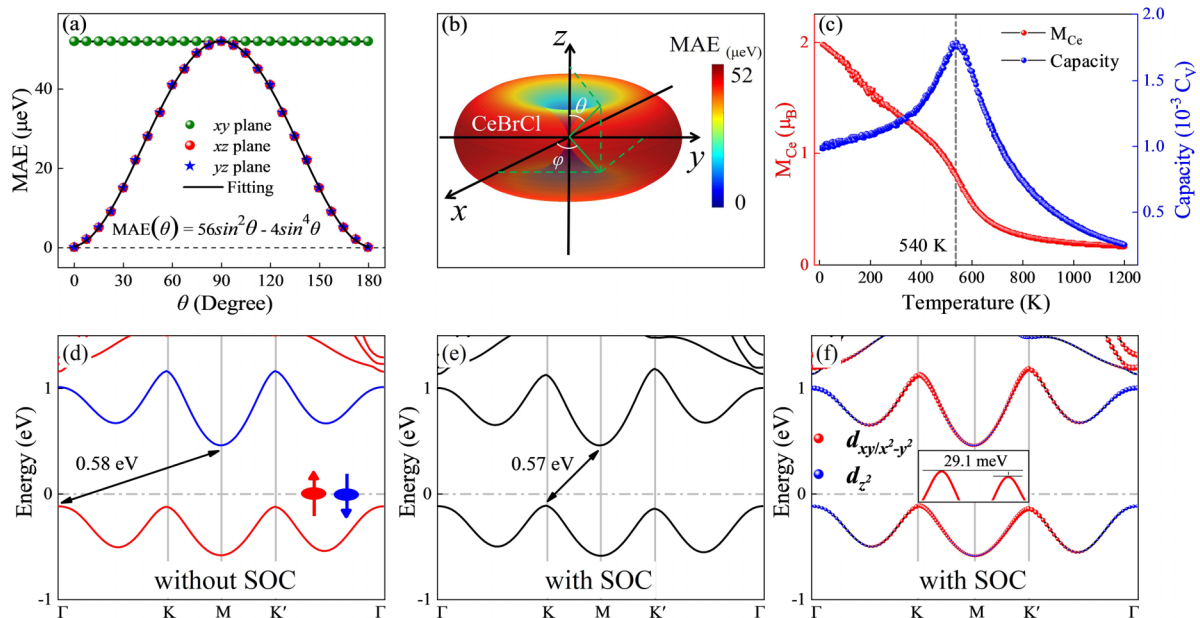 (a)
MAE (μeV)
40
20
0
xy plane
xz plane
yz plane
Fitting
MAE(θ) = 56sin²θ - 4sin⁴θ
0 30 60 90 120 150 180
θ (Degree)
(b)
z
MAE (μeV)
52
0
θ
CeBrCl
φ
y
x
(c)
M_Ce
Capacity
M_Ce (μ_B)
2
1
0
540 K
0 200 400 600 800 1000 1200
Temperature (K)
2.0
1.5
1.0
0.5
Capacity (10⁻³ C_V)
(d)
Energy (eV)
1
0
-1
0.58 eV
without SOC
Γ K M K′ Γ
(e)
Energy (eV)
1
0
-1
0.57 eV
with SOC
Γ K M K′ Γ
(f)
Energy (eV)
1
0
-1
d_xy/x²-y²
d_z²
29.1 meV
with SOC
Γ K M K′ Γ